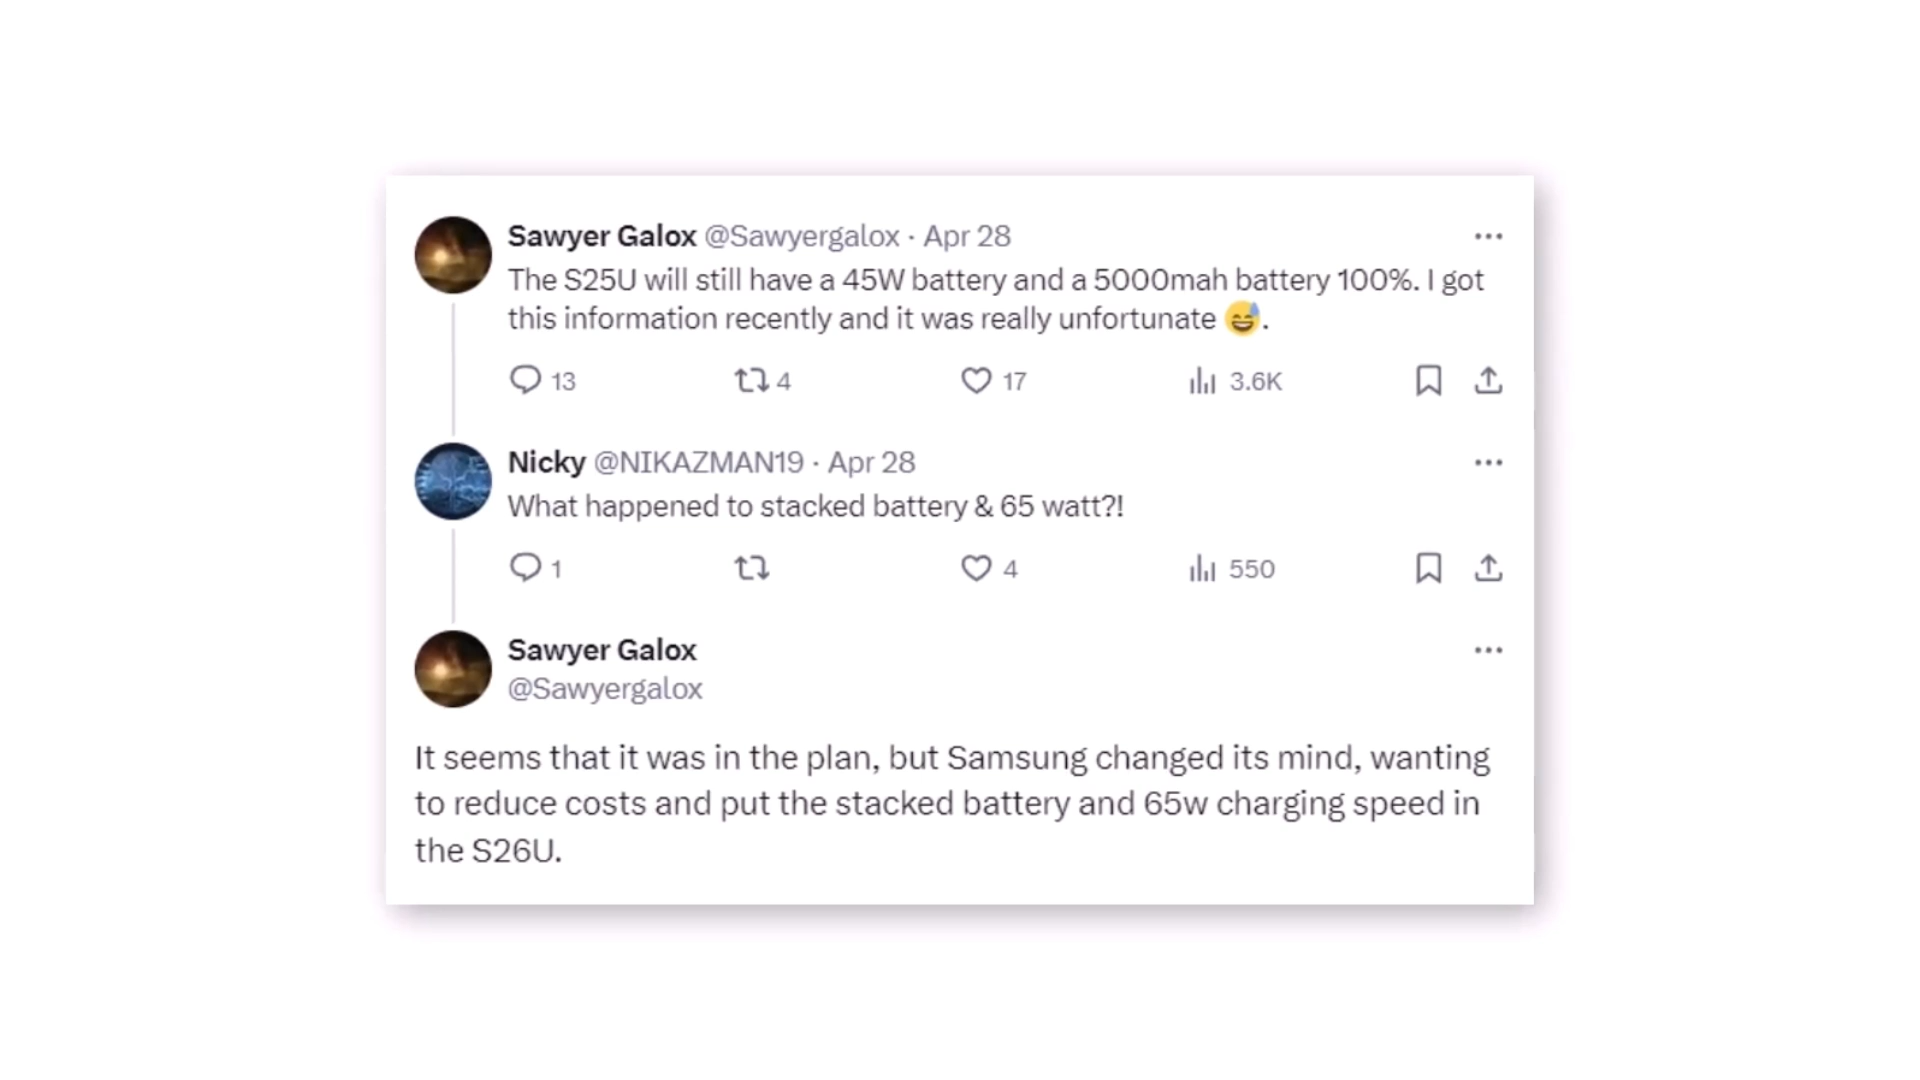 Sawyer Galox @Sawyergalox · Apr 28
The S25U will still have a 45W battery and a 5000mah battery 100%. I got
this information recently and it was really unfortunate 😅.
13 4 17 3.6K
Nicky @NIKAZMAN19 · Apr 28
What happened to stacked battery & 65 watt?!
1 4 550
Sawyer Galox
@Sawyergalox
It seems that it was in the plan, but Samsung changed its mind, wanting
to reduce costs and put the stacked battery and 65w charging speed in
the S26U.